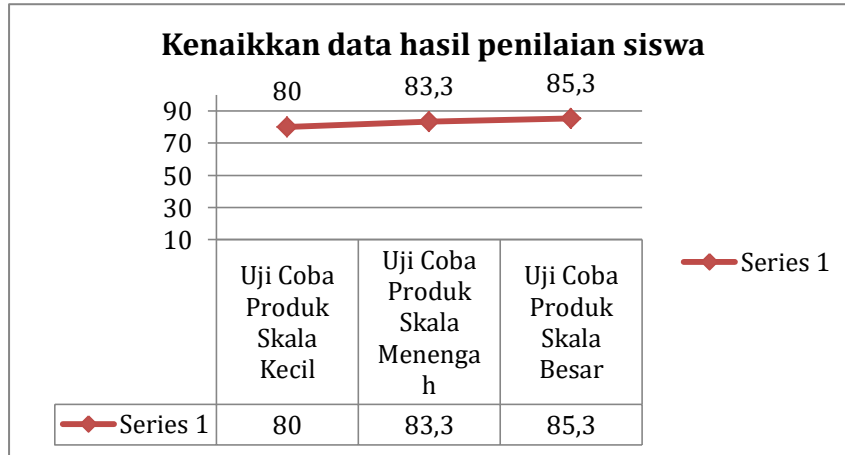 Kenaikkan data hasil penilaian siswa
80
83,3
85,3
90
70
50
30
10
Uji Coba
Produk
Skala
Kecil
Uji Coba
Produk
Skala
Menenga
h
Uji Coba
Produk
Skala
Besar
Series 1
Series 1
80
83,3
85,3